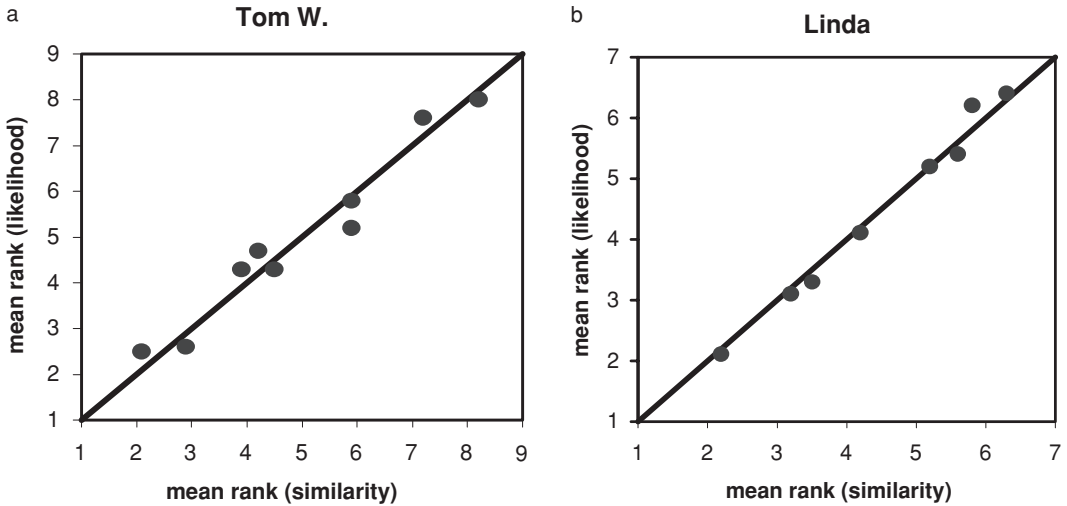 a
Tom W.
9
8
7
6
5
4
3
2
1
mean rank (likelihood)
1 2 3 4 5 6 7 8 9
mean rank (similarity)
b
Linda
7
6
5
4
3
2
1
mean rank (likelihood)
1 2 3 4 5 6 7
mean rank (similarity)